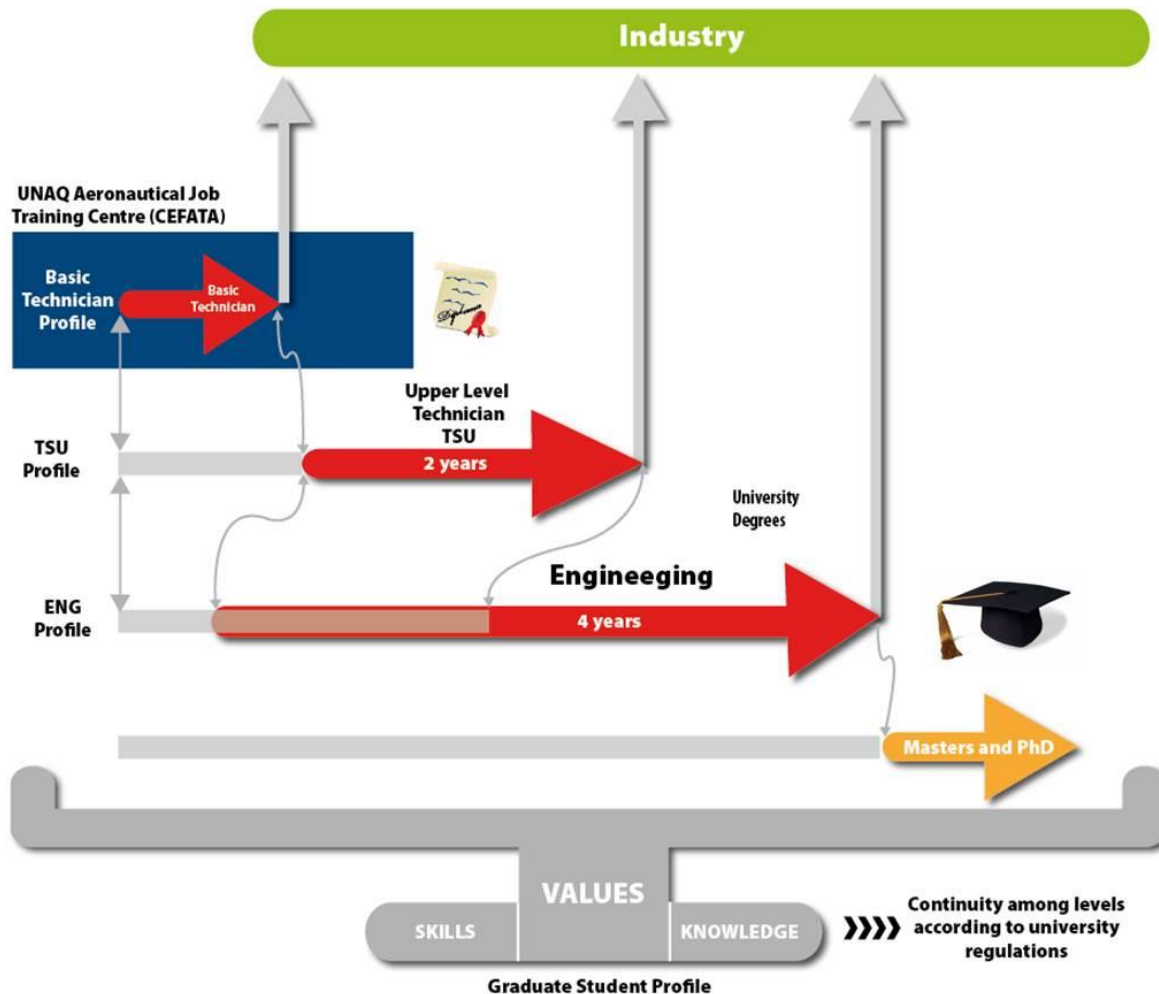 Industry
UNAQ Aeronautical Job
Training Centre (CEFATA)
Basic
Technician
Profile
Basic
Technician
Diploma
Upper Level
Technician
TSU
TSU
Profile
2 years
University
Degrees
Engineeging
ENG
Profile
4 years
Masters and PhD
VALUES
SKILLS
KNOWLEDGE
Continuity among levels
according to university
regulations
Graduate Student Profile